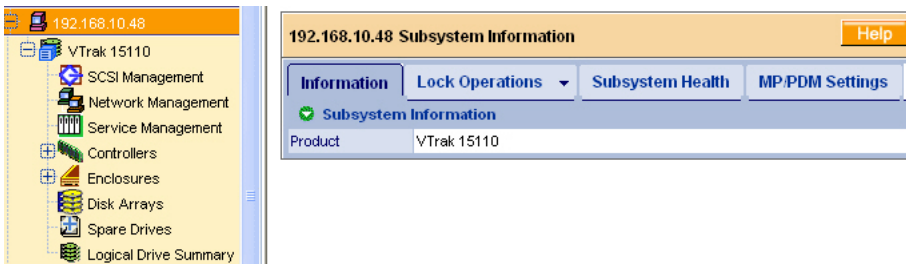 192.168.10.48
VTrak 15110
SCSI Management
Network Management
Service Management
Controllers
Enclosures
Disk Arrays
Spare Drives
Logical Drive Summary
192.168.10.48 Subsystem Information
Help
Information
Lock Operations
Subsystem Health
MP/PDM Settings
Subsystem Information
Product VTrak 15110